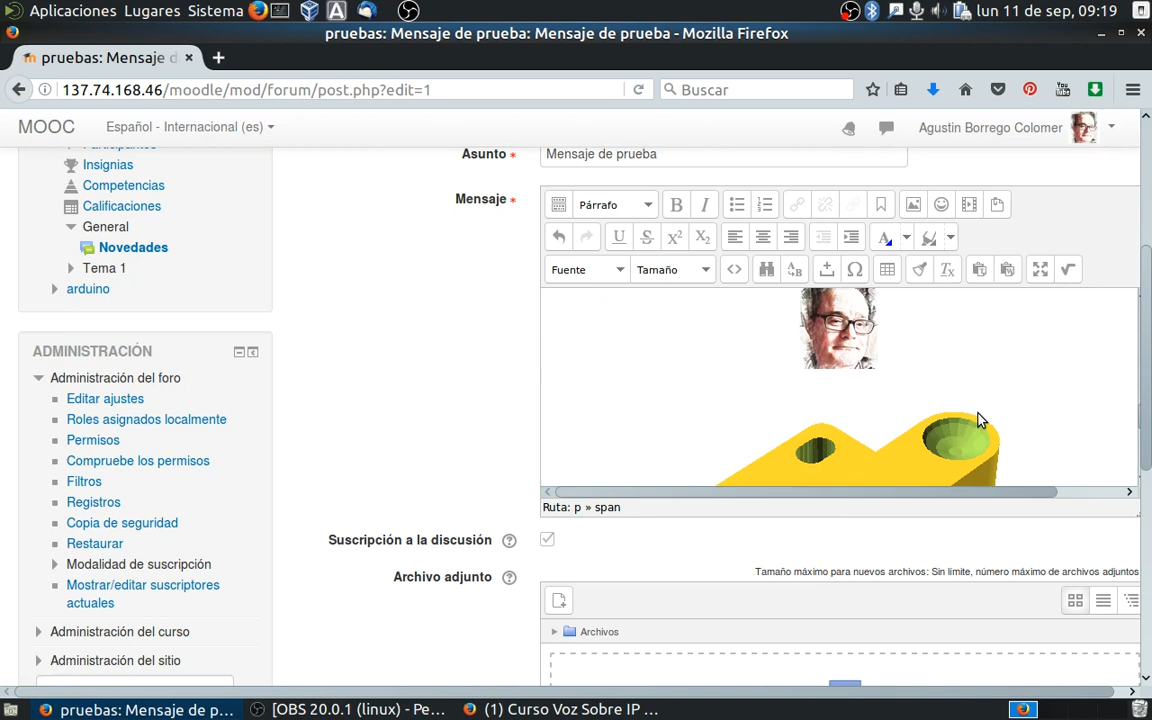 Aplicaciones Lugares Sistema
lun 11 de sep, 09:19
pruebas: Mensaje de prueba: Mensaje de prueba - Mozilla Firefox
pruebas: Mensaje d
137.74.168.46/moodle/mod/forum/post.php?edit=1
Buscar
MOOC
Español - Internacional (es)
Agustin Borrego Colomer
Participantes
Insignias
Competencias
Calificaciones
General
Novedades
Tema 1
arduino
ADMINISTRACIÓN
Administración del foro
Editar ajustes
Roles asignados localmente
Permisos
Compruebe los permisos
Filtros
Registros
Copia de seguridad
Restaurar
Modalidad de suscripción
Mostrar/editar suscriptores
actuales
Administración del curso
Administración del sitio
Asunto *
Mensaje de prueba
Mensaje *
Párrafo
Fuente
Tamaño
Ruta: p » span
Suscripción a la discusión
Archivo adjunto
Tamaño máximo para nuevos archivos: Sin límite, número máximo de archivos adjuntos
Archivos
pruebas: Mensaje de p...
[OBS 20.0.1 (linux) - Pe...
(1) Curso Voz Sobre IP ...